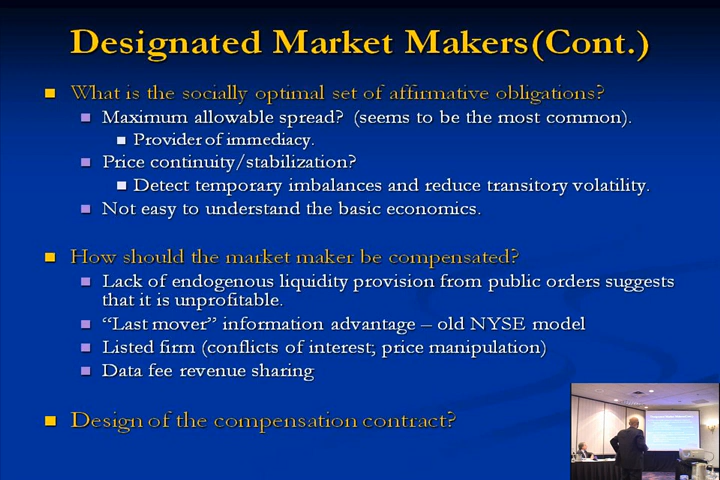 Designated Market Makers(Cont.)
What is the socially optimal set of affirmative obligations?
Maximum allowable spread? (seems to be the most common).
Provider of immediacy.
Price continuity/stabilization?
Detect temporary imbalances and reduce transitory volatility.
Not easy to understand the basic economics.
How should the market maker be compensated?
Lack of endogenous liquidity provision from public orders suggests
that it is unprofitable.
“Last mover” information advantage – old NYSE model
Listed firm (conflicts of interest; price manipulation)
Data fee revenue sharing
Design of the compensation contract?